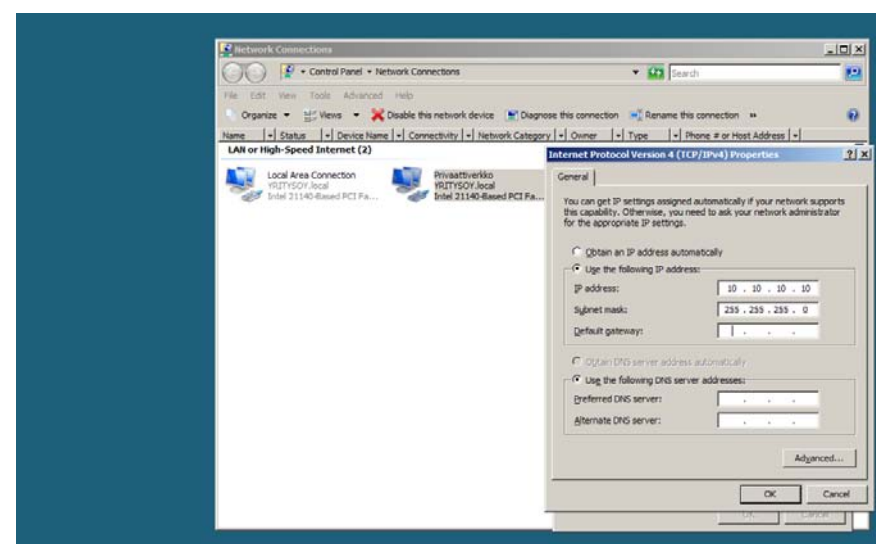 Network Connections
Control Panel Network Connections
Search
File Edit View Tools Advanced Help
Organize Views Disable this network device Diagnose this connection Rename this connection »
Name Status Device Name Connectivity Network Category Owner Type Phone # or Host Address
LAN or High-Speed Internet (2)
Local Area Connection
YRITYSOY.local
Intel 21140-Based PCI Fa...
Privaattiverkko
YRITYSOY.local
Intel 21140-Based PCI Fa...
Internet Protocol Version 4 (TCP/IPv4) Properties
General
You can get IP settings assigned automatically if your network supports
this capability. Otherwise, you need to ask your network administrator
for the appropriate IP settings.
Obtain an IP address automatically
Use the following IP address:
IP address: 10 . 10 . 10 . 10
Subnet mask: 255 . 255 . 255 . 0
Default gateway: . . .
Obtain DNS server address automatically
Use the following DNS server addresses:
Preferred DNS server: . . .
Alternate DNS server: . . .
Advanced...
OK Cancel
OK Cancel